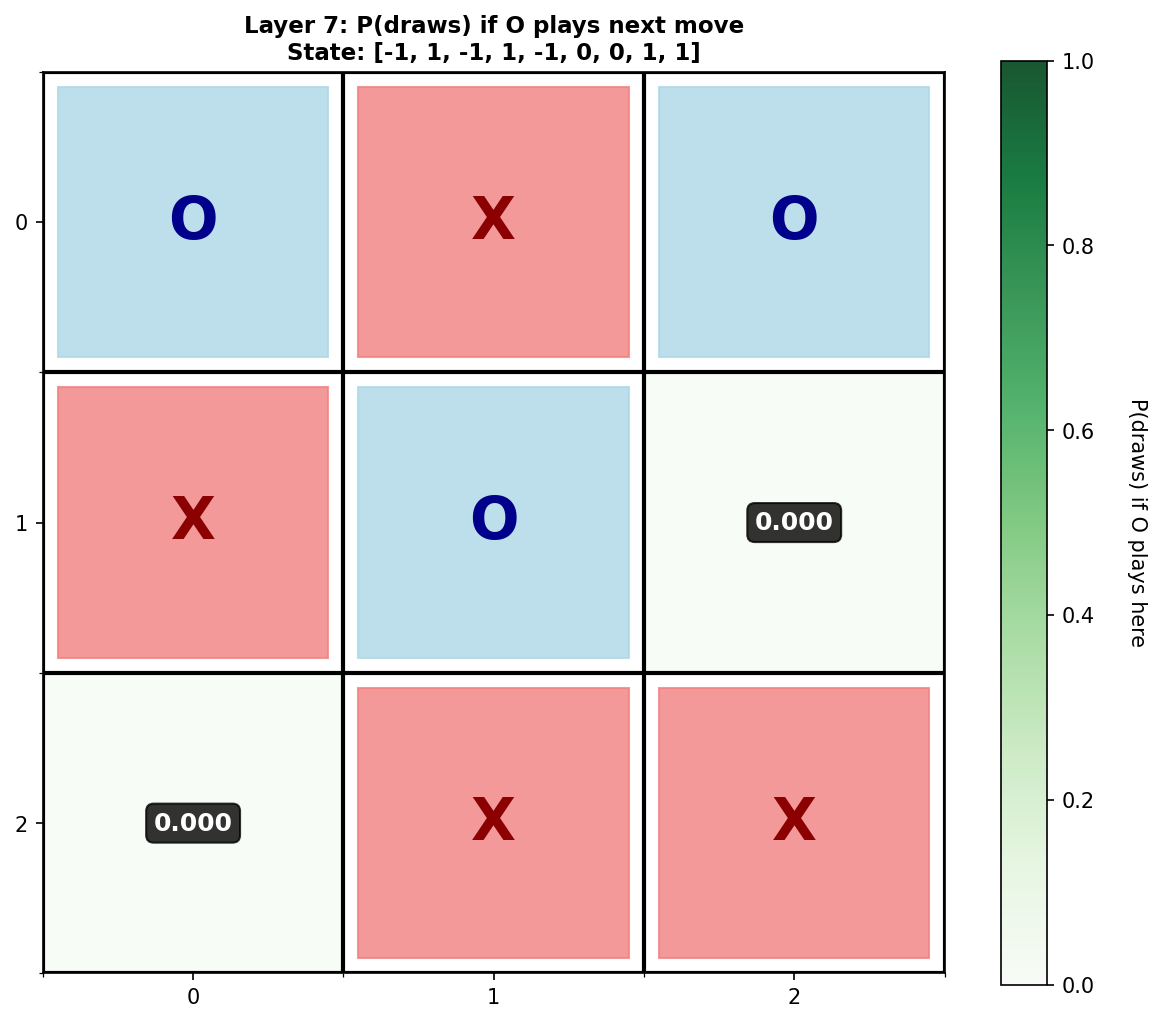 Layer 7: P(draws) if O plays next move
State: [-1, 1, -1, 1, -1, 0, 0, 1, 1]
O
X
O
X
O
0.000
0.000
X
X
0
1
2
0
1
2
1.0
0.8
0.6
0.4
0.2
0.0
P(draws) if O plays here